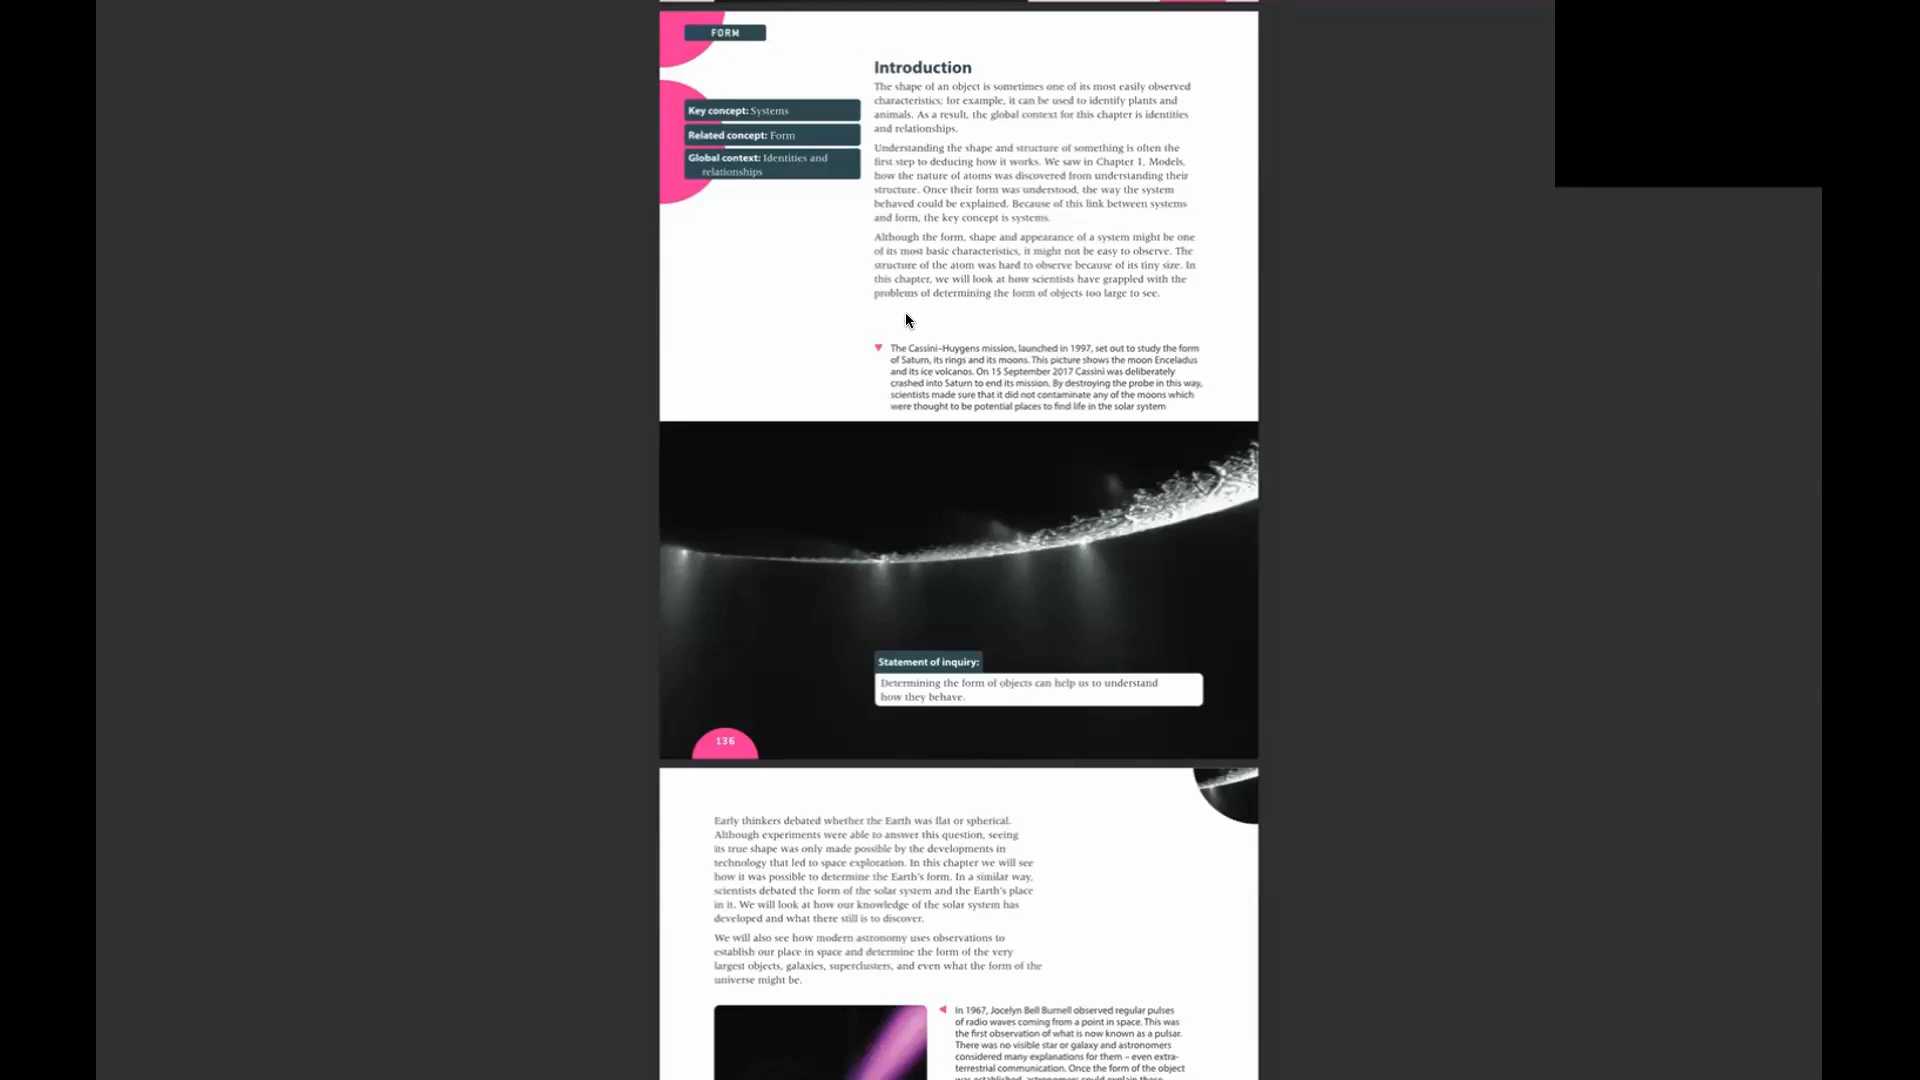 FORM
Key concept: Systems
Related concept: Form
Global context: Identities and
relationships
Introduction
The shape of an object is sometimes one of its most easily observed
characteristics; for example, it can be used to identify plants and
animals. As a result, the global context for this chapter is identities
and relationships.
Understanding the shape and structure of something is often the
first step to deducing how it works. We saw in Chapter 1, Models,
how the nature of atoms was discovered from understanding their
structure. Once their form was understood, the way the system
behaved could be explained. Because of this link between systems
and form, the key concept is systems.
Although the form, shape and appearance of a system might be one
of its most basic characteristics, it might not be easy to observe. The
structure of the atom was hard to observe because of its tiny size. In
this chapter, we will look at how scientists have grappled with the
problems of determining the form of objects too large to see.
The Cassini–Huygens mission, launched in 1997, set out to study the form
of Saturn, its rings and its moons. This picture shows the moon Enceladus
and its ice volcanos. On 15 September 2017 Cassini was deliberately
crashed into Saturn to end its mission. By destroying the probe in this way,
scientists made sure that it did not contaminate any of the moons which
were thought to be potential places to find life in the solar system
Statement of inquiry:
Determining the form of objects can help us to understand
how they behave.
136
Early thinkers debated whether the Earth was flat or spherical.
Although experiments were able to answer this question, seeing
its true shape was only made possible by the developments in
technology that led to space exploration. In this chapter we will see
how it was possible to determine the Earth's form. In a similar way,
scientists debated the form of the solar system and the Earth's place
in it. We will look at how our knowledge of the solar system has
developed and what there still is to discover.
We will also see how modern astronomy uses observations to
establish our place in space and determine the form of the very
largest objects, galaxies, superclusters, and even what the form of the
universe might be.
In 1967, Jocelyn Bell Burnell observed regular pulses
of radio waves coming from a point in space. This was
the first observation of what is now known as a pulsar.
There was no visible star or galaxy and astronomers
considered many explanations for them – even extra-
terrestrial communication. Once the form of the object
was established, astronomers could explain these